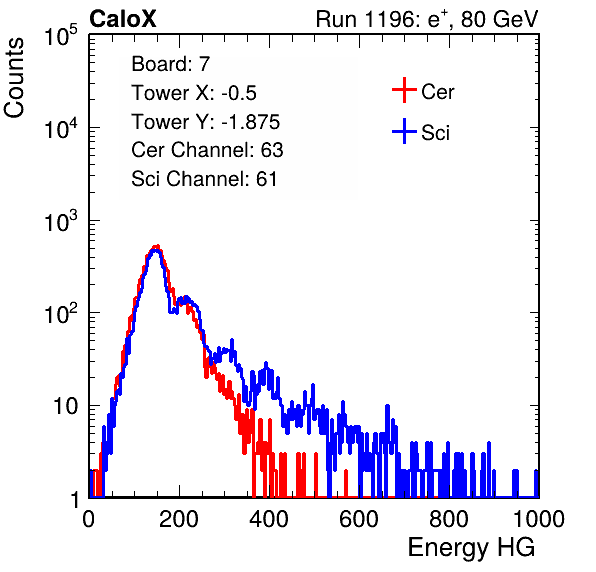 CaloX Run 1196: e⁺, 80 GeV
Counts
10⁵
10⁴
10³
10²
10
1
Board: 7
Tower X: -0.5
Tower Y: -1.875
Cer Channel: 63
Sci Channel: 61
Cer
Sci
0 200 400 600 800 1000
Energy HG